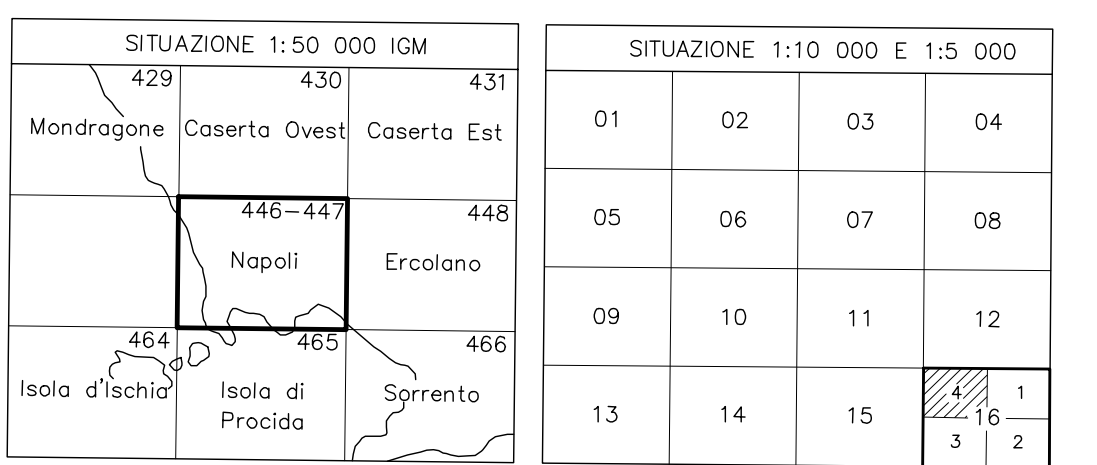 SITUAZIONE 1:50 000 IGM
429 430 431
Mondragone Caserta Ovest Caserta Est
446-447 448
Napoli Ercolano
464 465 466
Isola d'Ischia Isola di Procida Sorrento
SITUAZIONE 1:10 000 E 1:5 000
01 02 03 04
05 06 07 08
09 10 11 12
13 14 15 16
4 1
3 2